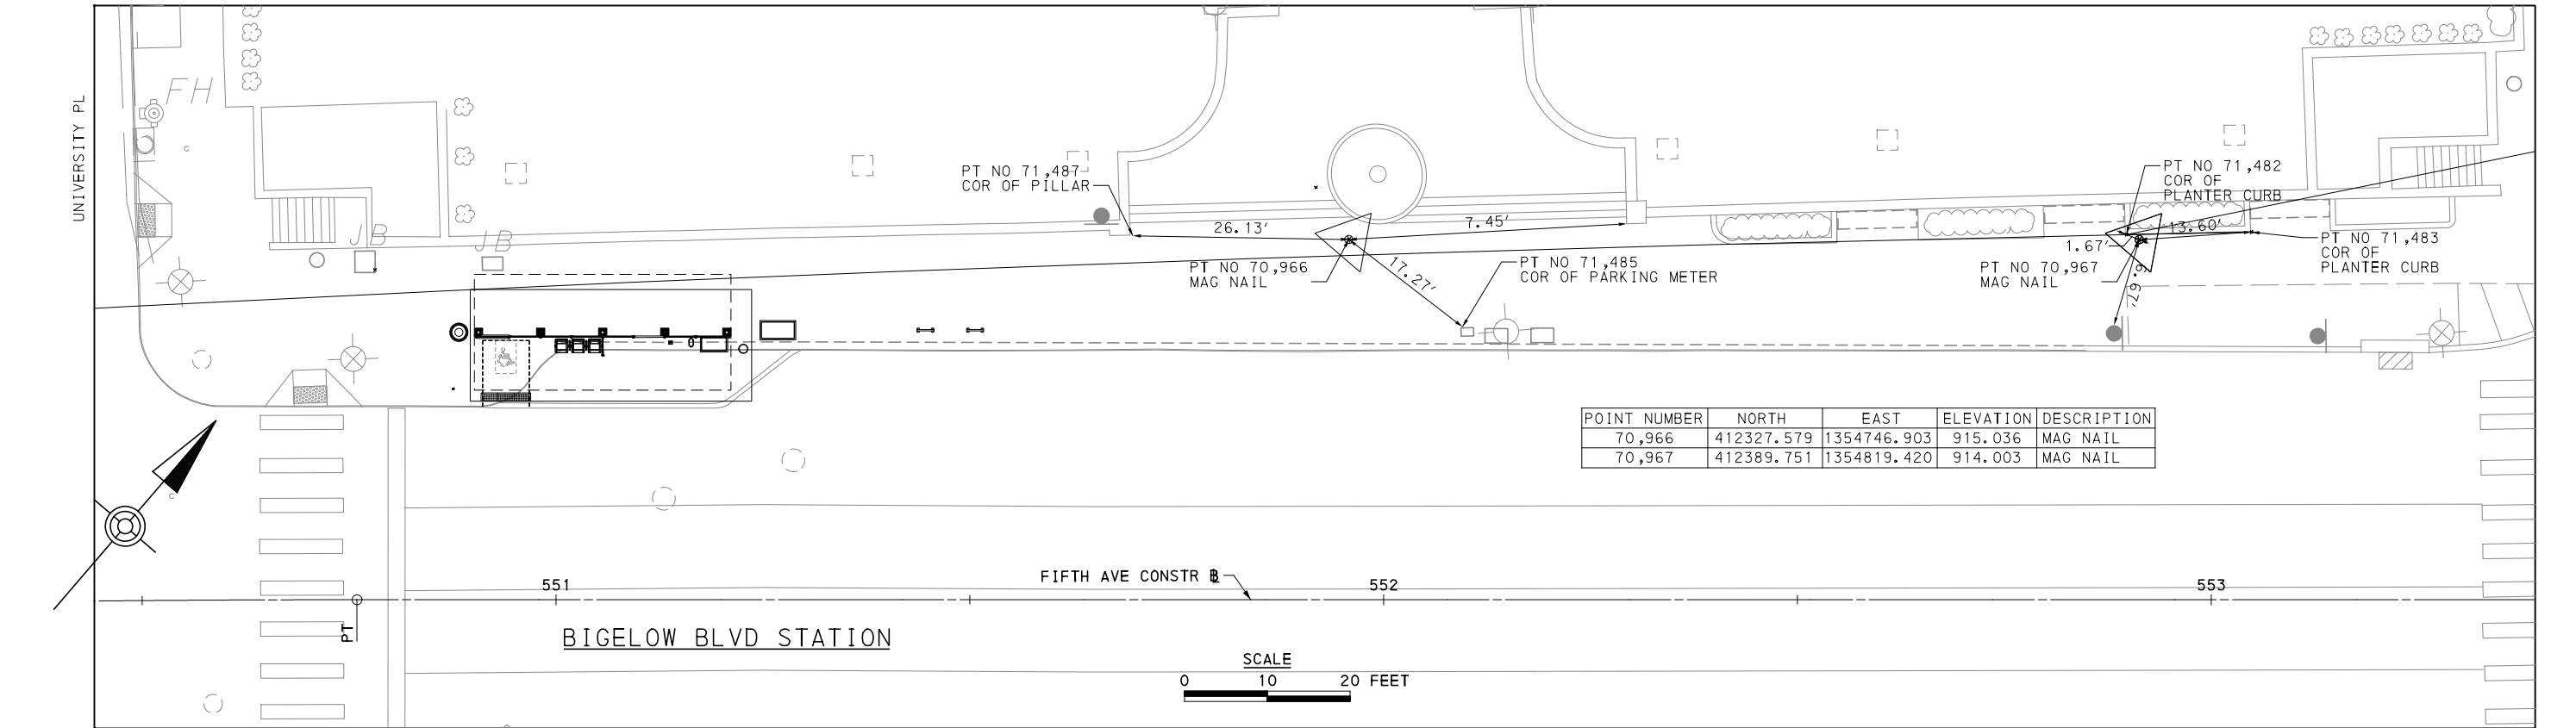 UNIVERSITY PL
FH
JB
JB
PT NO 71,487
COR OF PILLAR
26.13'
7.45'
PT NO 70,966
MAG NAIL
17.27'
PT NO 71,485
COR OF PARKING METER
PT NO 71,482
COR OF
PLANTER CURB
13.60'
1.67'
PT NO 70,967
MAG NAIL
PT NO 71,483
COR OF
PLANTER CURB
POINT NUMBER NORTH EAST ELEVATION DESCRIPTION
70,966 412327.579 1354746.903 915.036 MAG NAIL
70,967 412389.751 1354819.420 914.003 MAG NAIL
C
C
551
FIFTH AVE CONSTR ℄
552
553
PT
BIGELOW BLVD STATION
SCALE
0 10 20 FEET